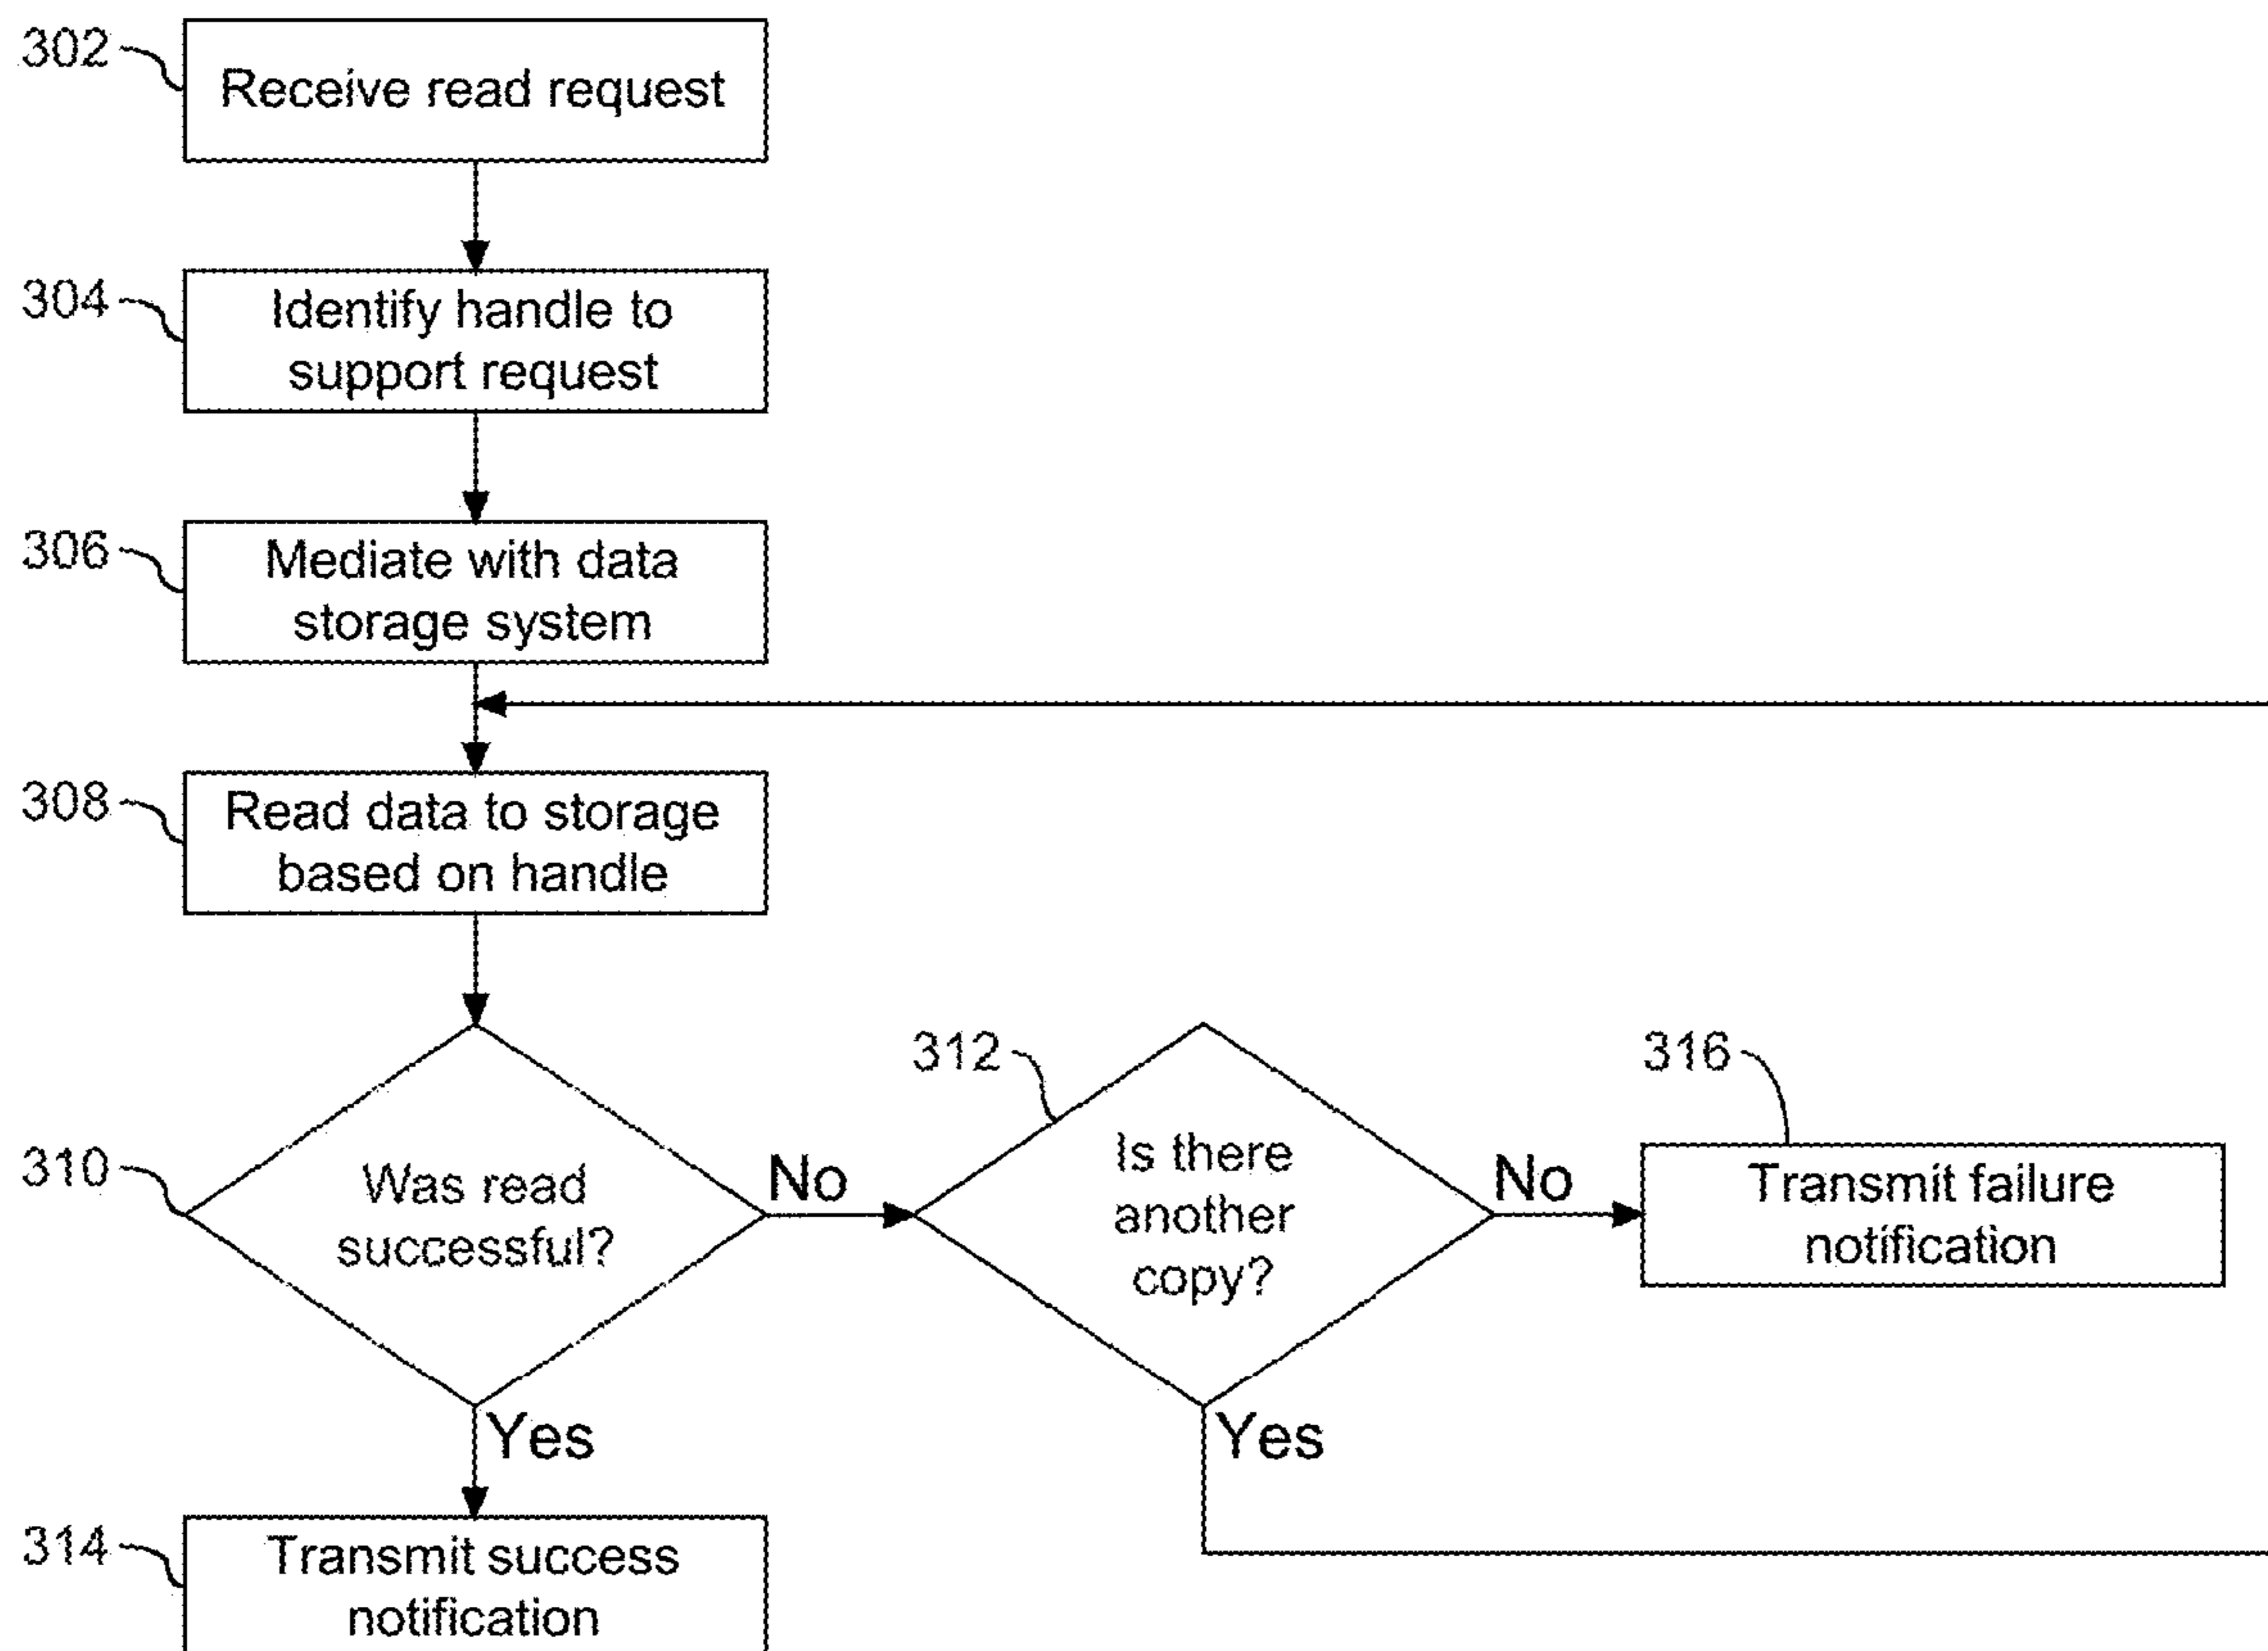 302
Receive read request
304
Identify handle to
support request
306
Mediate with data
storage system
308
Read data to storage
based on handle
310
Was read
successful?
No
312
Is there
another
copy?
No
316
Transmit failure
notification
Yes
Yes
314
Transmit success
notification